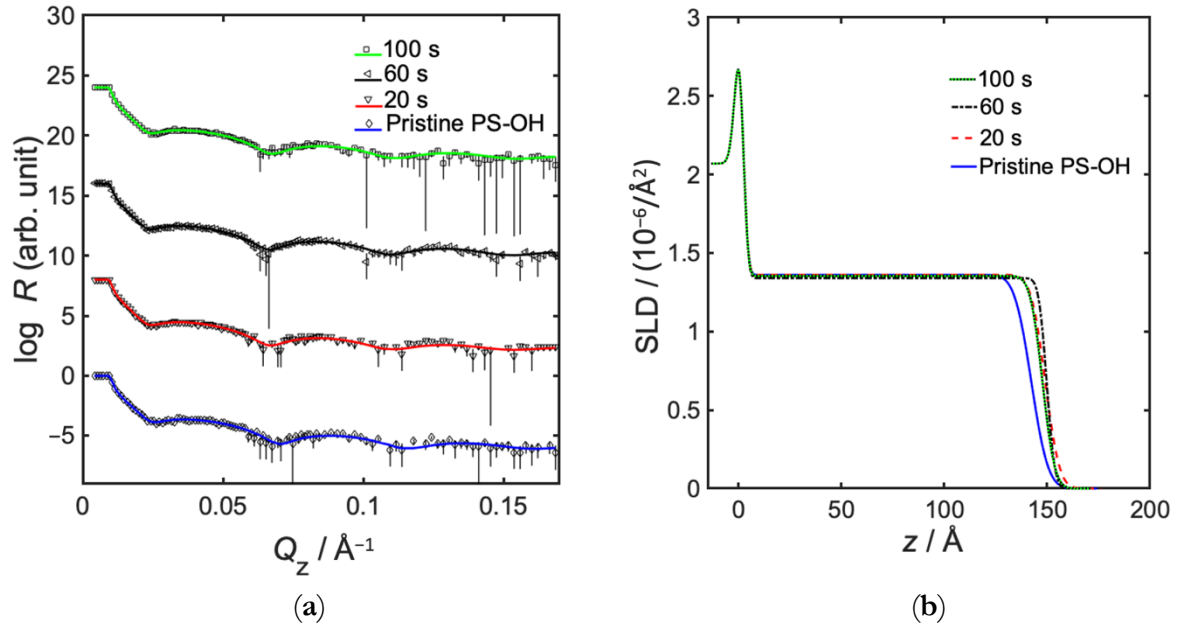 30
25
20
15
10
5
0
−5
log R (arb. unit)
100 s
60 s
20 s
Pristine PS-OH
0
0.05
0.1
0.15
Qz / Å⁻¹
(a)
3
2.5
2
1.5
1
0.5
0
SLD / (10⁻⁶/Å²)
100 s
60 s
20 s
Pristine PS-OH
0
50
100
150
200
z / Å
(b)